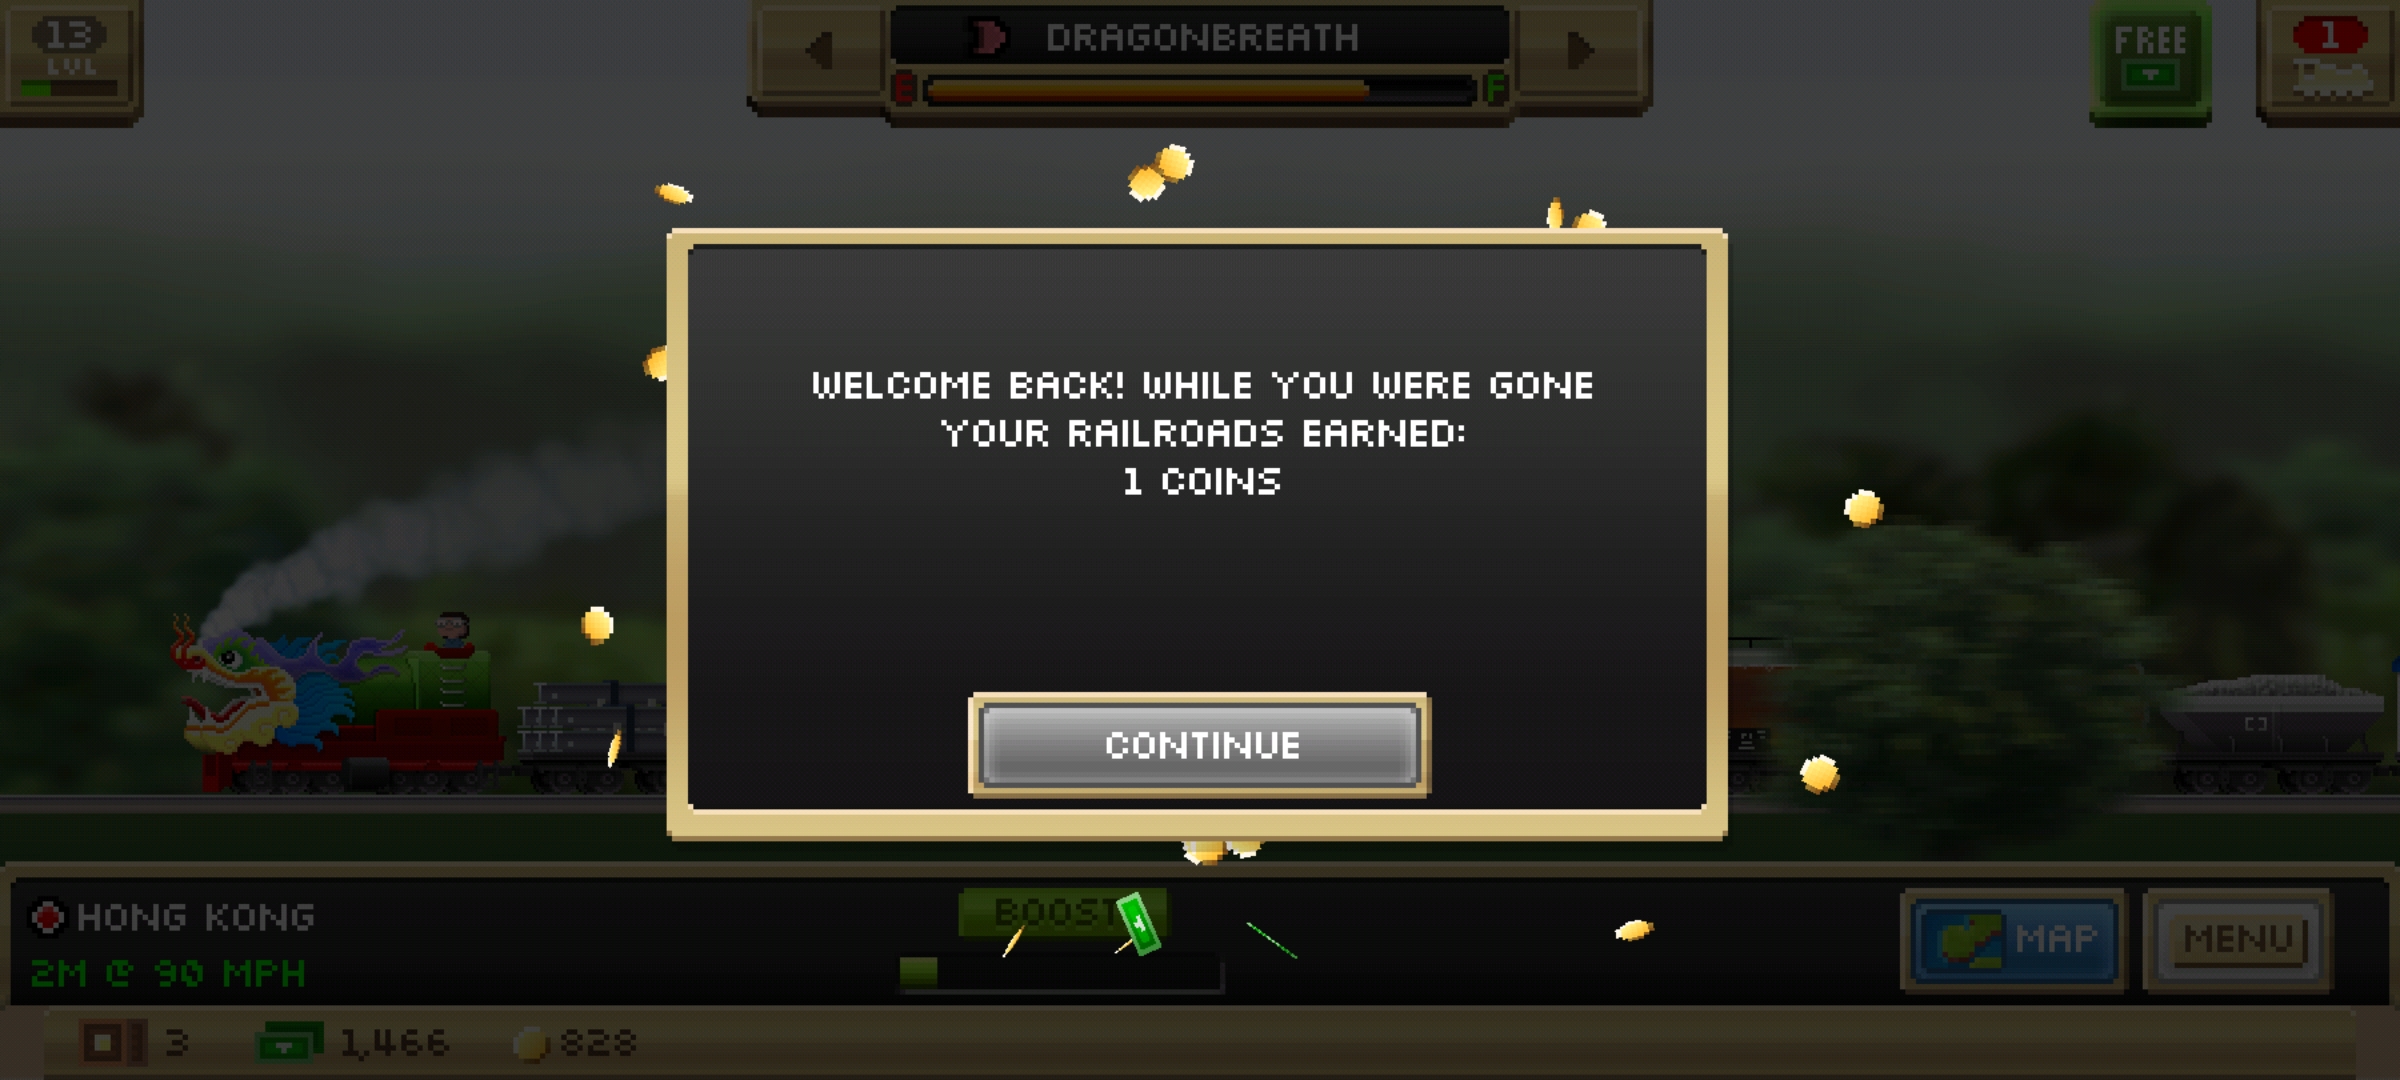 13
LVL
DRAGONBREATH
E F
FREE
1
WELCOME BACK! WHILE YOU WERE GONE
YOUR RAILROADS EARNED:
1 COINS
CONTINUE
HONG KONG
2M @ 90 MPH
BOOST
MAP
MENU
3 1,466 828